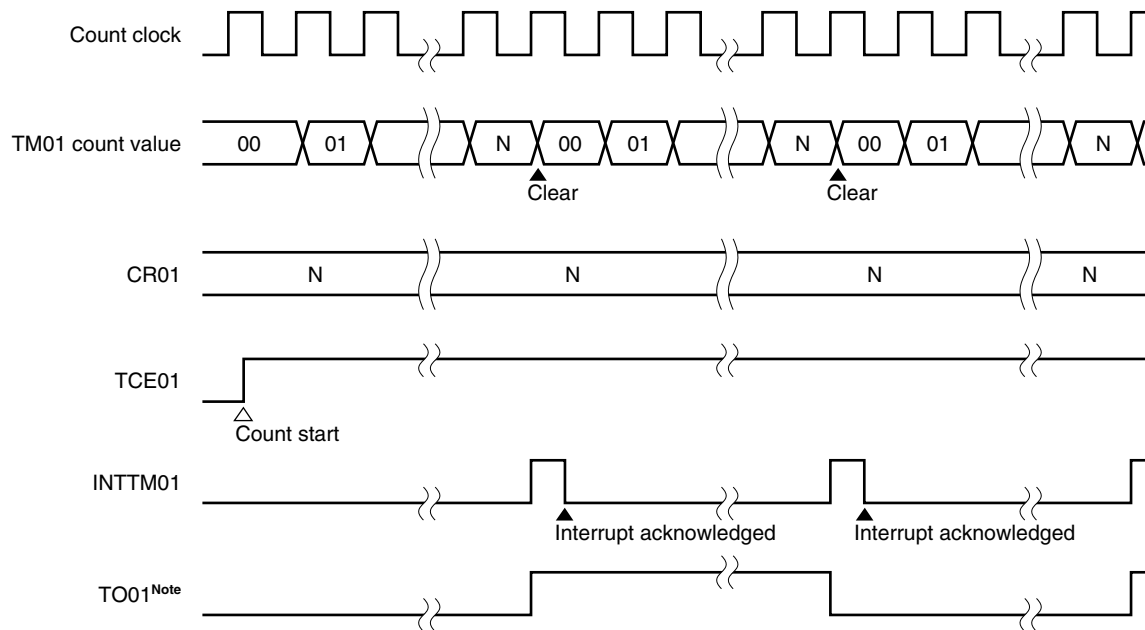 Count clock
TM01 count value 00 01 N 00 01 N 00 01 N
Clear Clear
CR01 N N N N
TCE01
Count start
INTTM01
Interrupt acknowledged Interrupt acknowledged
TO01Note